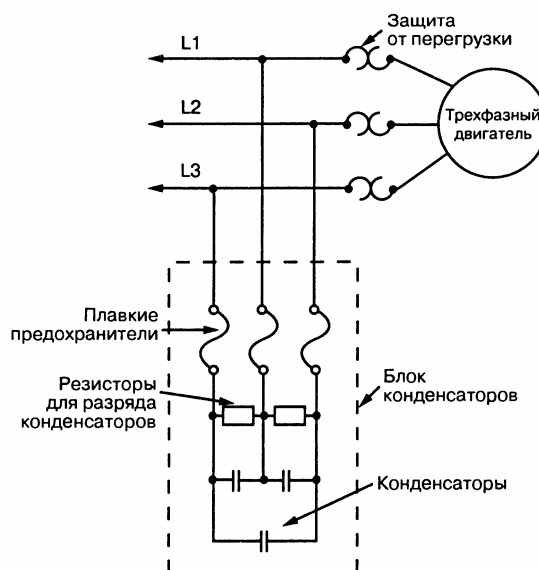 Защита
от перегрузки
L1
L2
Трехфазный
двигатель
L3
Плавкие
предохранители
Резисторы
для разряда
конденсаторов
Блок
конденсаторов
Конденсаторы